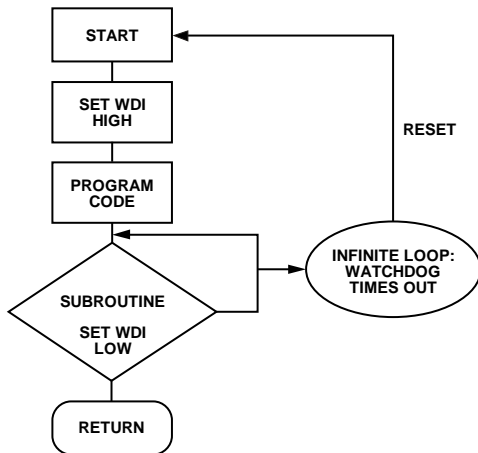 START
SET WDI
HIGH
RESET
PROGRAM
CODE
INFINITE LOOP:
WATCHDOG
TIMES OUT
SUBROUTINE
SET WDI
LOW
RETURN